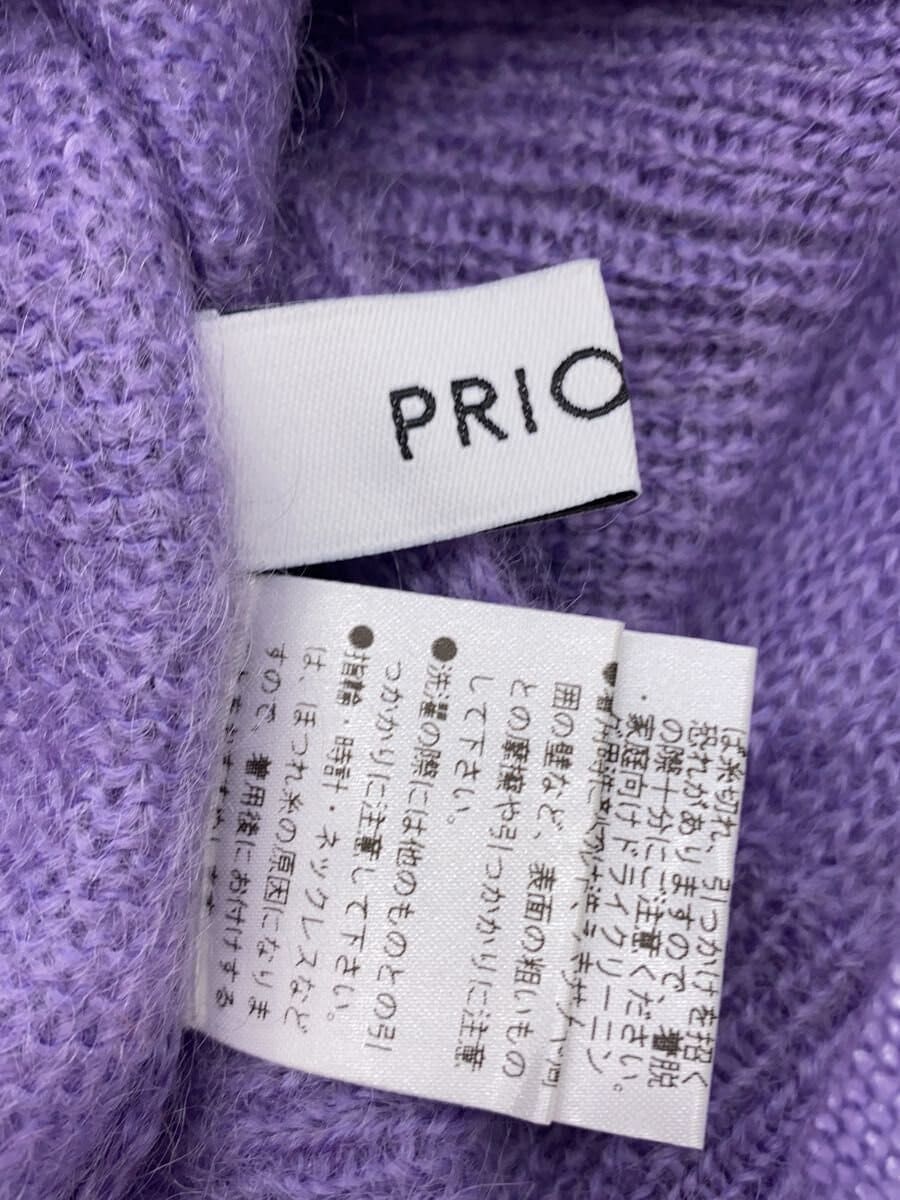 PRIO
ば糸切れ、引っかけを招く
恐れがありますので、着脱
の際十分にご注意ください。
・家庭向けドライクリーニン
囲の壁など、表面の粗いもの
との摩擦や引っかかりに注意
して下さい。
●洗濯の際には他のものとの引
っかかりに注意して下さい。
●指輪・時計・ネックレスなど
は、ほつれ糸の原因になりま
すので、着用後にお付けする